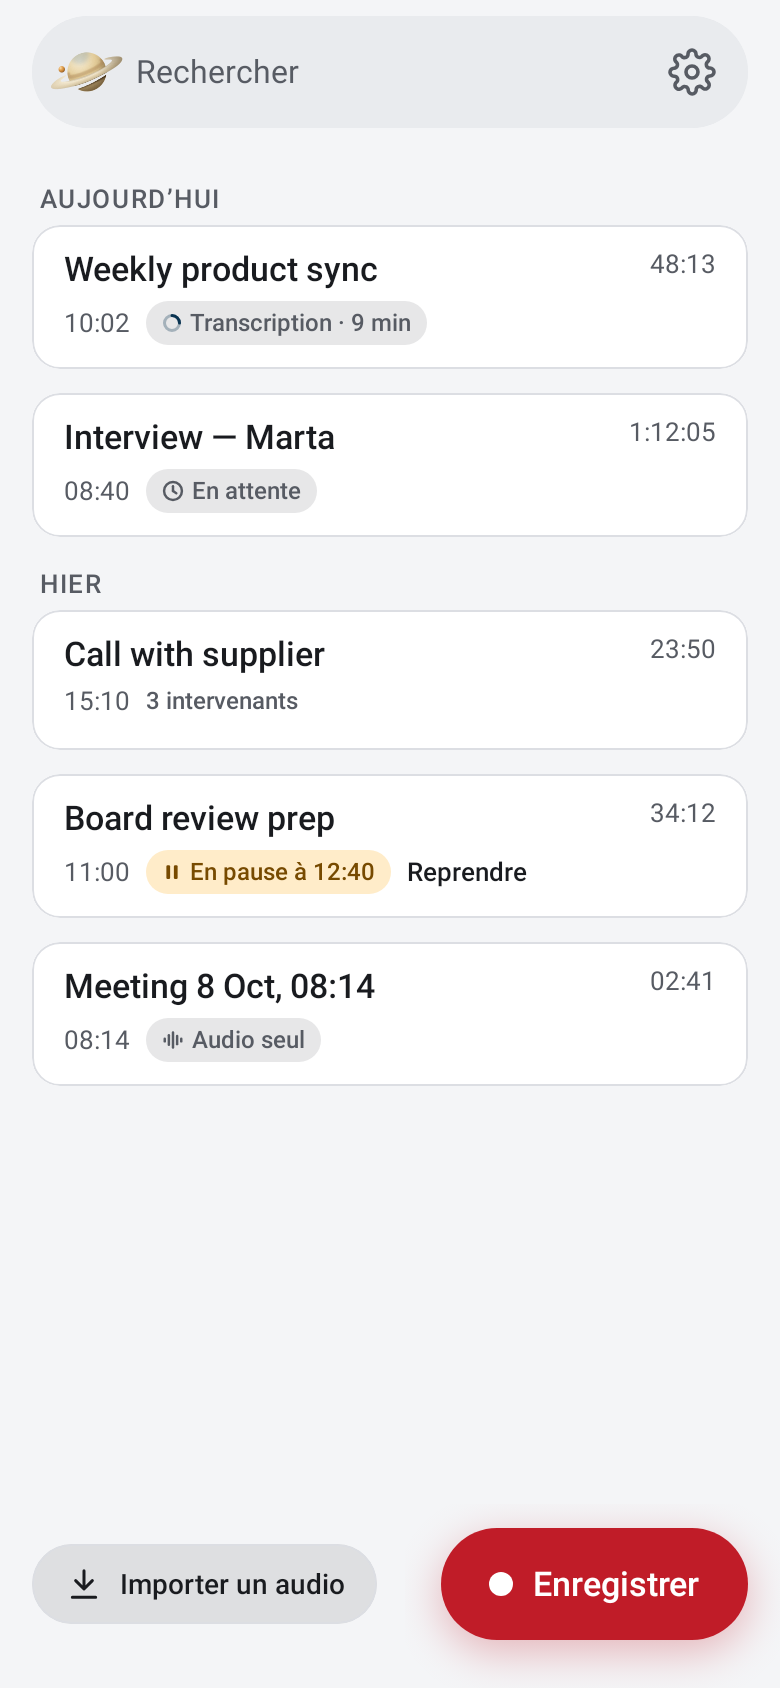 Rechercher
AUJOURD’HUI
Weekly product sync
48:13
10:02 Transcription · 9 min
Interview — Marta
1:12:05
08:40 En attente
HIER
Call with supplier
23:50
15:10 3 intervenants
Board review prep
34:12
11:00 En pause à 12:40 Reprendre
Meeting 8 Oct, 08:14
02:41
08:14 Audio seul
Importer un audio
Enregistrer